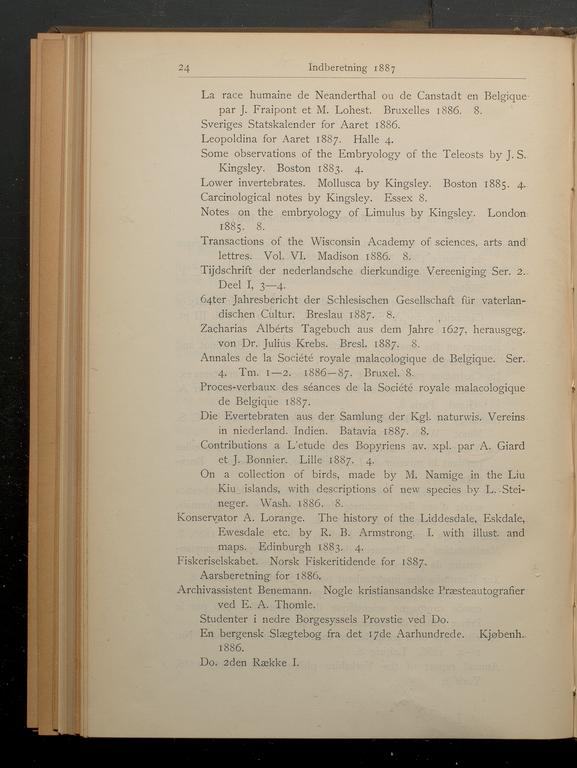 24 Indberetning 1887
La race humaine de Neanderthal ou de Canstadt en Belgique
par J. Fraipont et M. Lohest. Bruxelles 1886. 8.
Sveriges Statskalender for Aaret 1886.
Leopoldina for Aaret 1887. Halle 4.
Some observations of the Embryology of the Teleosts by J. S.
Kingsley. Boston 1883. 4.
Lower invertebrates. Mollusca by Kingsley. Boston 1885. 4.
Carcinological notes by Kingsley. Essex 8.
Notes on the embryology of Limulus by Kingsley. London
1885. 8.
Transactions of the Wisconsin Academy of sciences, arts and
lettres. Vol. VI. Madison 1886. 8.
Tijdschrift der nederlandsche dierkundige Vereeniging Ser. 2.
Deel I, 3—4.
64ter Jahresbericht der Schlesischen Gesellschaft für vaterlan-
dischen Cultur. Breslau 1887. 8.
Zacharias Albérts Tagebuch aus dem Jahre 1627, herausgeg.
von Dr. Julius Krebs. Bresl. 1887. 8.
Annales de la Société royale malacologique de Belgique. Ser.
4. Tm. 1—2. 1886—87. Bruxel. 8.
Proces-verbaux des séances de la Société royale malacologique
de Belgiqùe 1887.
Die Evertebraten aus der Samlung der Kgl. naturwis. Vereins
in niederland. Indien. Batavia 1887. 8.
Contributions a L'etude des Bopyriens av. xpl. par A. Giard
et J. Bonnier. Lille 1887. 4.
On a collection of birds, made by M. Namige in the Liu
Kiu islands, with descriptions of new species by L. Stei-
neger. Wash. 1886. 8.
Konservator A. Lorange. The history of the Liddesdale, Eskdale,
Ewesdale etc. by R. B. Armstrong. I. with illust. and
maps. Edinburgh 1883. 4.
Fiskeriselskabet. Norsk Fiskeritidende for 1887.
Aarsberetning for 1886.
Archivassistent Benemann. Nogle kristiansandske Præsteautografier
ved E. A. Thomle.
Studenter i nedre Borgesyssels Provstie ved Do.
En bergensk Slægtebog fra det 17de Aarhundrede. Kjøbenh.
1886.
Do. 2den Række I.